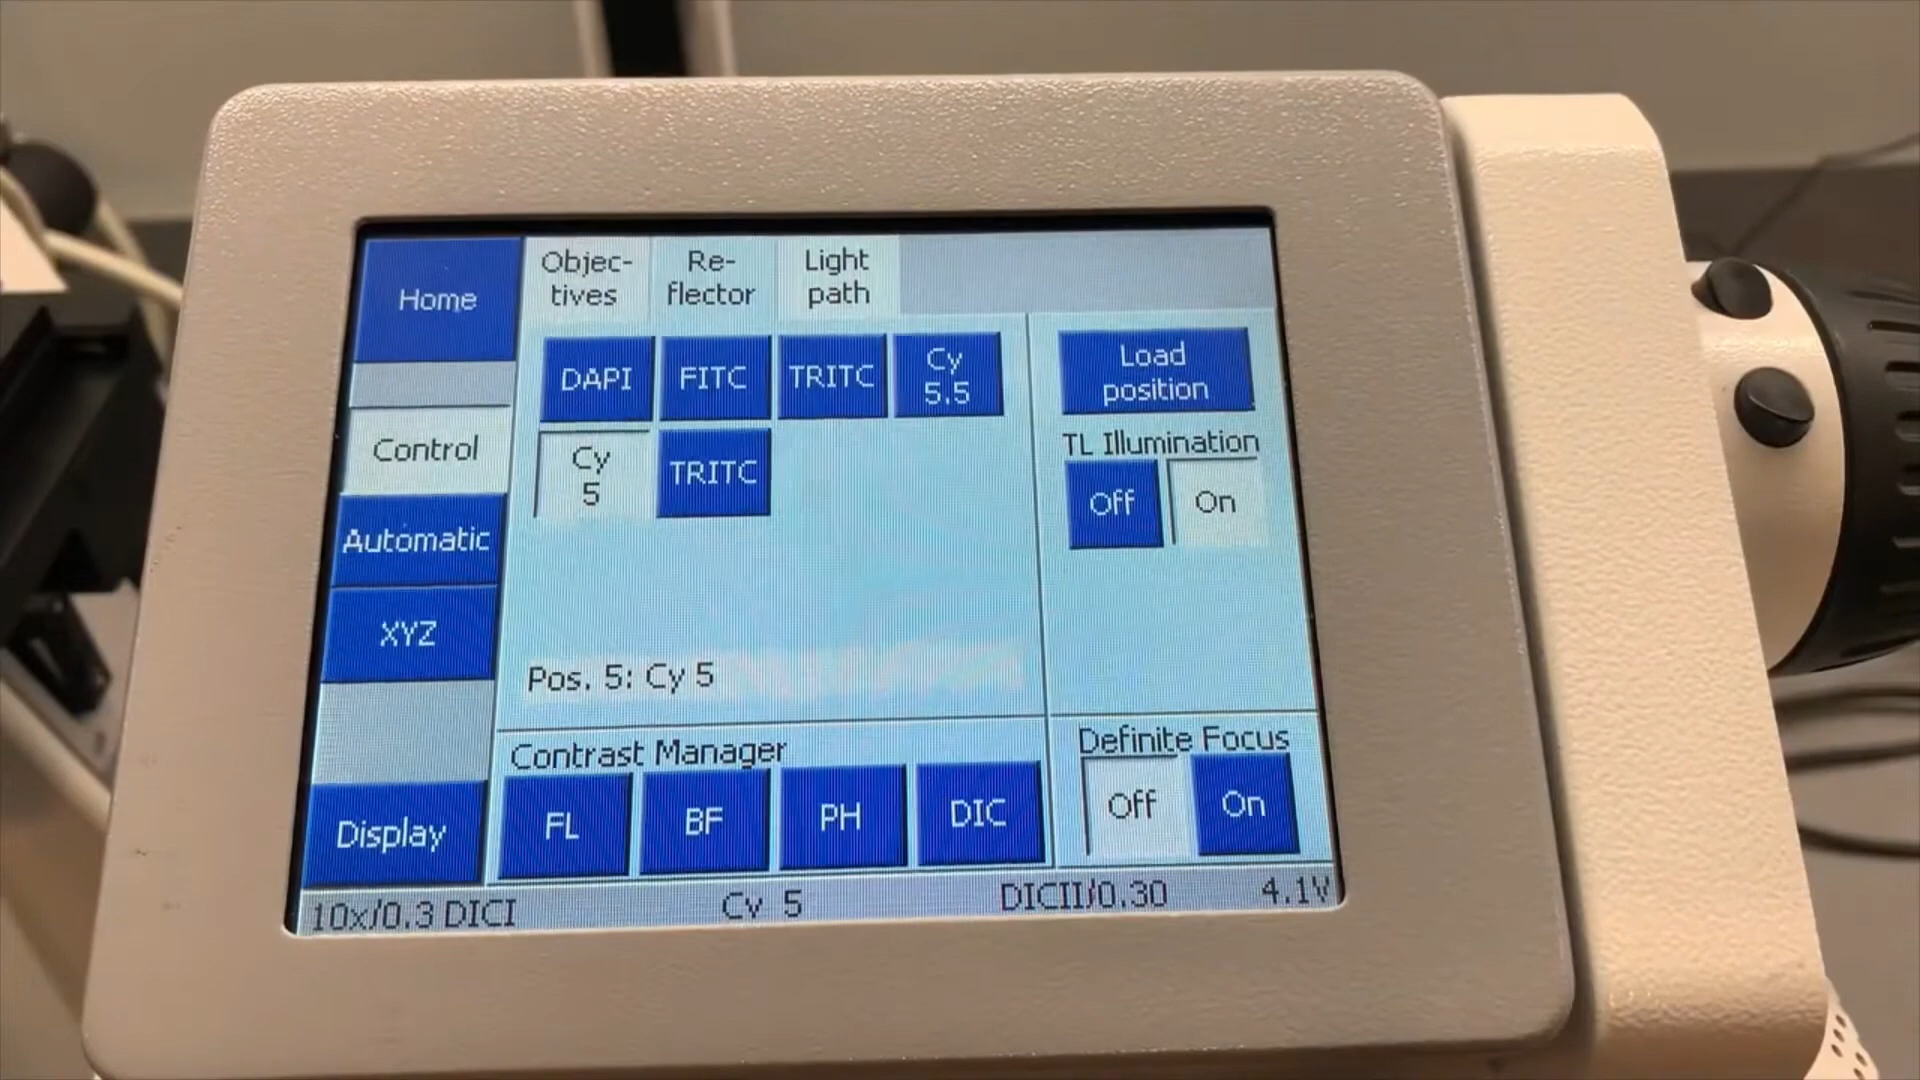 Home
Objec-
tives
Re-
flector
Light
path
DAPI
FITC
TRITC
Cy
5.5
Load
position
Control
Cy
5
TRITC
TL Illumination
Off
On
Automatic
XYZ
Pos. 5: Cy 5
Contrast Manager
Definite Focus
Display
FL
BF
PH
DIC
Off
On
10x/0.3 DICI
Cy 5
DICII/0.30
4.1V